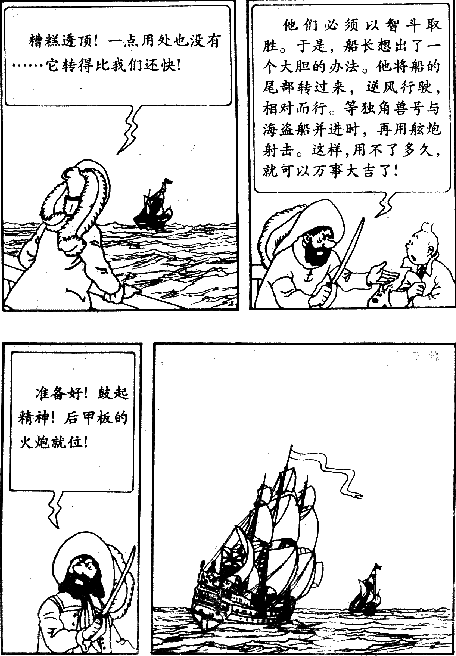 糟糕透顶！一点用处也没有
……它转得比我们还快！
他们必须以智斗取
胜。于是，船长想出了一
个大胆的办法。他将船的
尾部转过来，逆风行驶，
相对而行。等独角兽号与
海盗船并进时，再用舷炮
射击。这样，用不了多久，
就可以万事大吉了！
准备好！鼓起
精神！后甲板的
火炮就位！